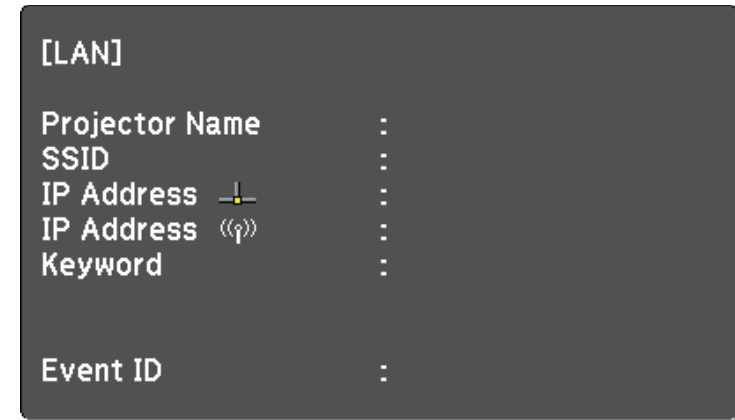 [LAN]
Projector Name :
SSID :
IP Address :
IP Address :
Keyword :
Event ID :